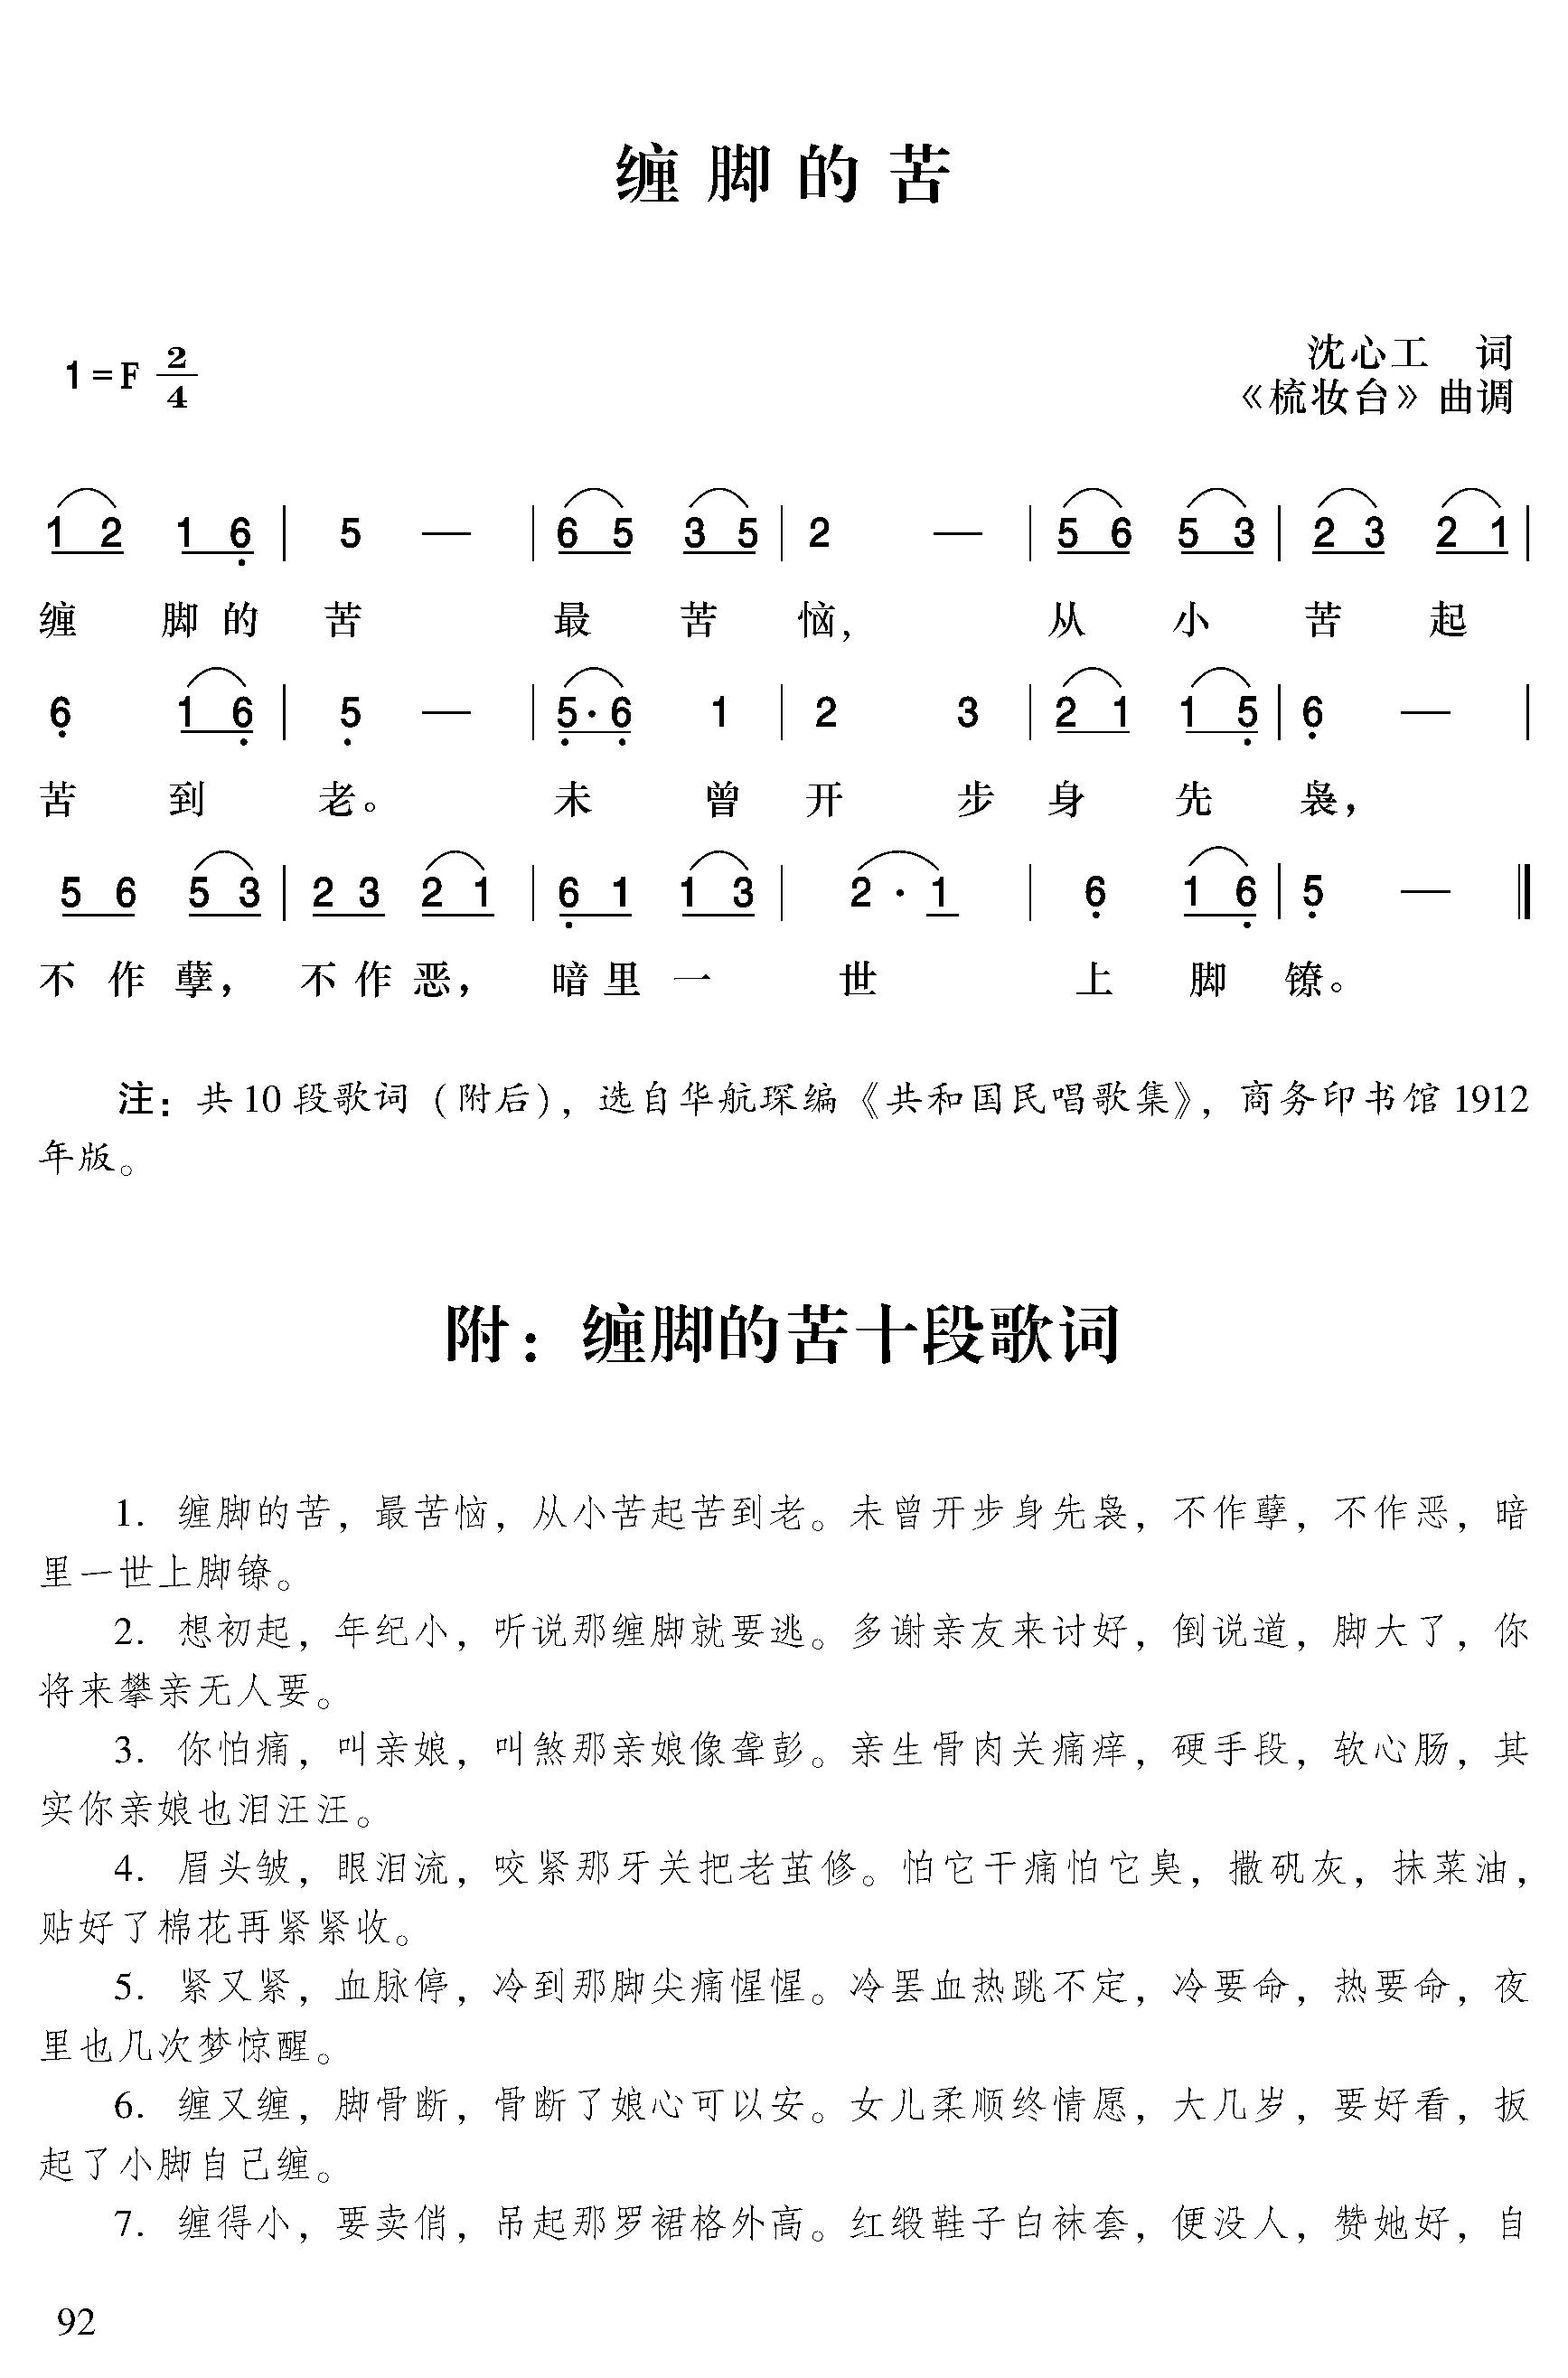 缠脚的苦
1=F 2/4
沈心工 词
《梳妆台》曲调
1 2 1 6 | 5 — | 6 5 3 5 | 2 — | 5 6 5 3 | 2 3 2 1 |
缠 脚的 苦 最 苦 恼, 从 小 苦 起
6 1 6 | 5 — | 5·6 1 | 2 3 | 2 1 1 5 | 6 — |
苦 到 老。 未 曾 开 步 身 先 袅,
5 6 5 3 | 2 3 2 1 | 6 1 1 3 | 2·1 | 6 1 6 | 5 — ‖
不 作 孽, 不 作 恶, 暗 里 一 世 上 脚 镣。
注：共10段歌词（附后），选自华航琛编《共和国民唱歌集》，商务印书馆1912
年版。
附：缠脚的苦十段歌词
1. 缠脚的苦，最苦恼，从小苦起苦到老。未曾开步身先袅，不作孽，不作恶，暗
里一世上脚镣。
2. 想初起，年纪小，听说那缠脚就要逃。多谢亲友来讨好，倒说道，脚大了，你
将来攀亲无人要。
3. 你怕痛，叫亲娘，叫煞那亲娘像聋彭。亲生骨肉关痛痒，硬手段，软心肠，其
实你亲娘也泪汪汪。
4. 眉头皱，眼泪流，咬紧那牙关把老茧修。怕它干痛怕它臭，撒矾灰，抹菜油，
贴好了棉花再紧紧收。
5. 紧又紧，血脉停，冷到那脚尖痛惺惺。冷罢血热跳不定，冷要命，热要命，夜
里也几次梦惊醒。
6. 缠又缠，脚骨断，骨断了娘心可以安。女儿柔顺终情愿，大几岁，要好看，扳
起了小脚自己缠。
7. 缠得小，要卖俏，吊起那罗裙格外高。红缎鞋子白袜套，便没人，赞她好，自
92